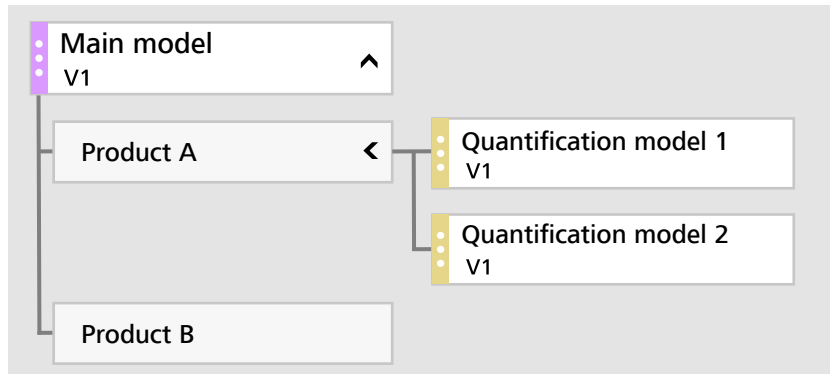 Main model
V1
Product A
Quantification model 1
V1
Quantification model 2
V1
Product B